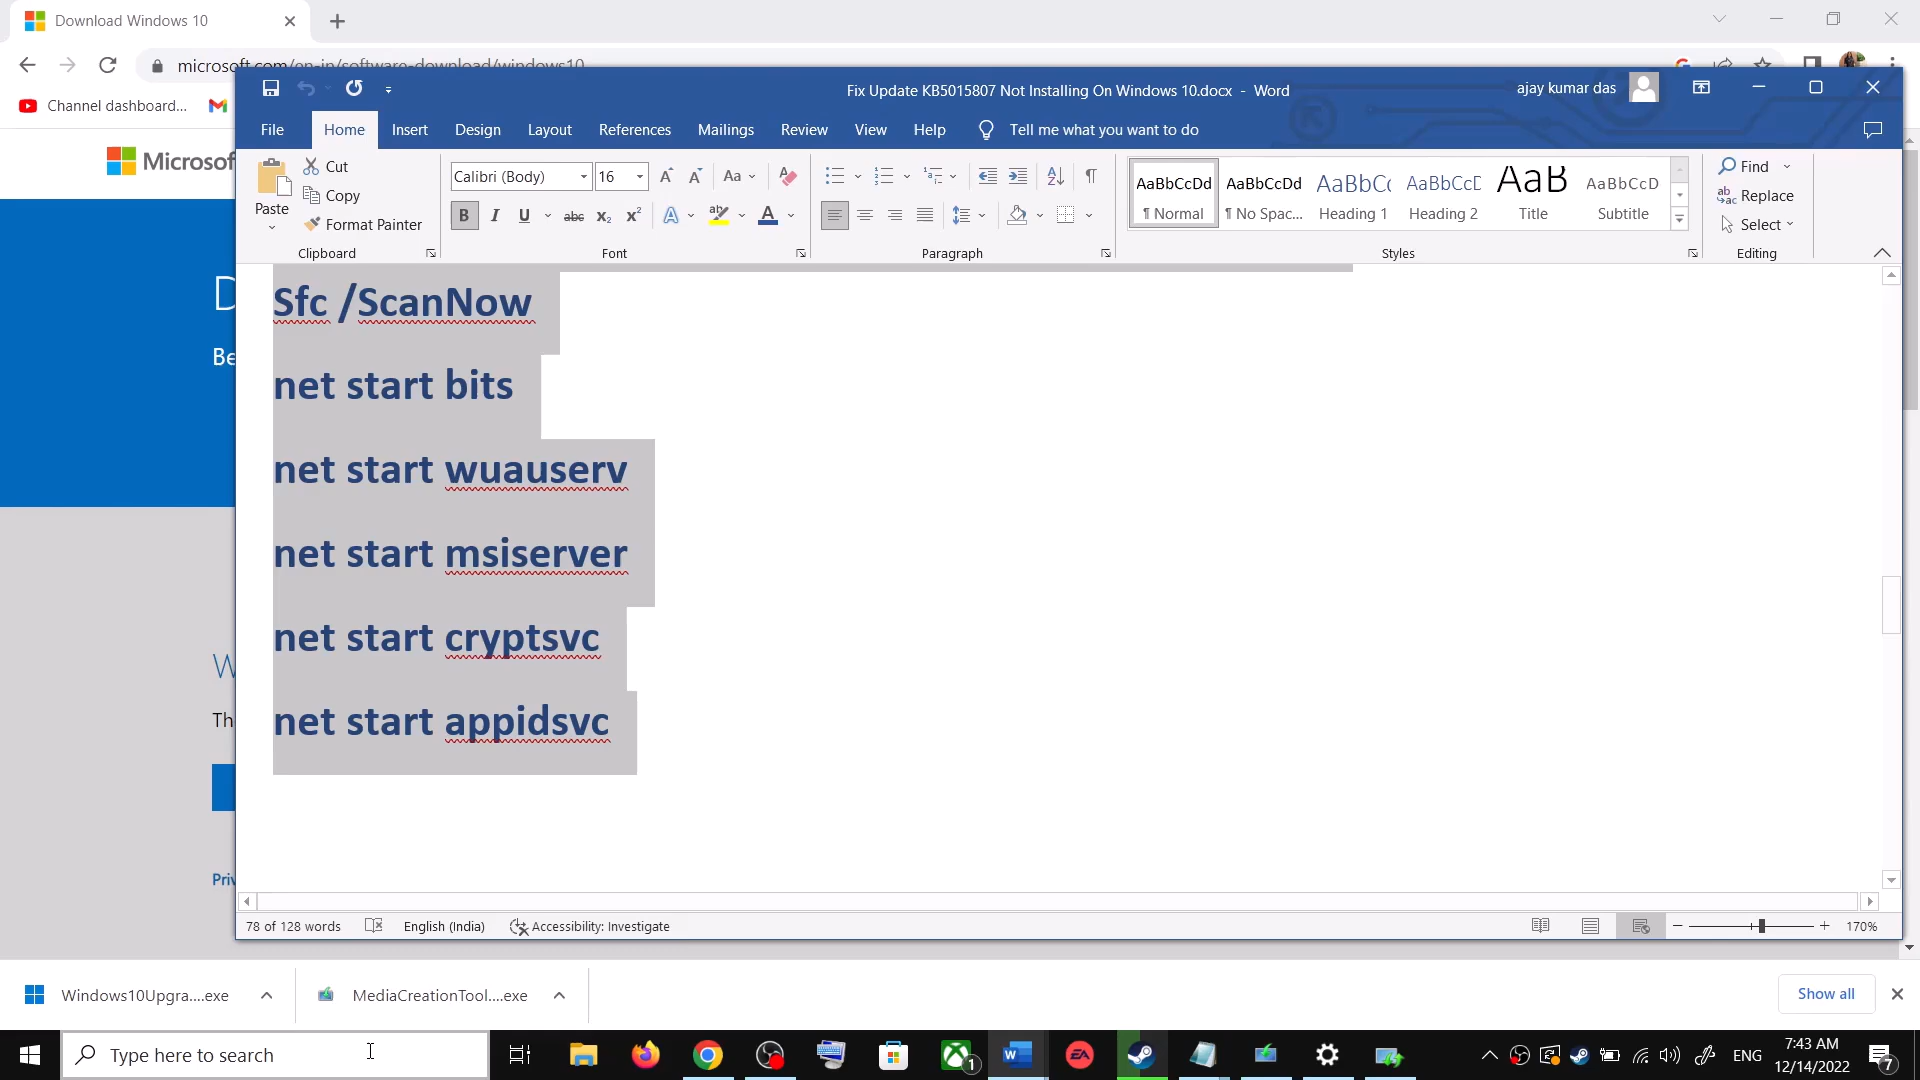 Download Windows 10
microsoft.com/en-in/software-download/windows10
Channel dashboard...
Fix Update KB5015807 Not Installing On Windows 10.docx - Word
ajay kumar das
File Home Insert Design Layout References Mailings Review View Help Tell me what you want to do
Paste
Cut
Copy
Format Painter
Clipboard
Calibri (Body) 16
Font
Paragraph
AaBbCcDd ¶ Normal
AaBbCcDd ¶ No Spac...
AaBbCc Heading 1
AaBbCcD Heading 2
AaB Title
AaBbCcD Subtitle
Styles
Find
Replace
Select
Editing
Microsof
D
Be
W
Th
Priv
Sfc /ScanNow
net start bits
net start wuauserv
net start msiserver
net start cryptsvc
net start appidsvc
78 of 128 words English (India) Accessibility: Investigate 170%
Windows10Upgra....exe
MediaCreationTool....exe
Show all
Type here to search
1
ENG
7:43 AM
12/14/2022
7